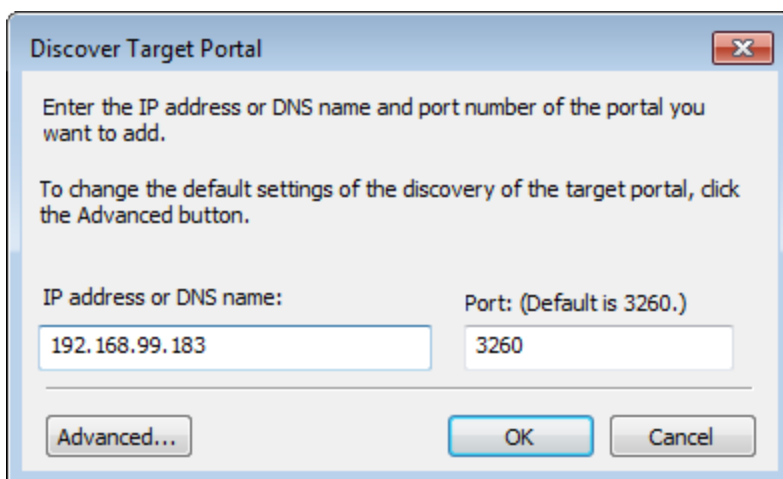 Discover Target Portal
Enter the IP address or DNS name and port number of the portal you
want to add.
To change the default settings of the discovery of the target portal, click
the Advanced button.
IP address or DNS name:
Port: (Default is 3260.)
192.168.99.183
3260
Advanced...
OK
Cancel